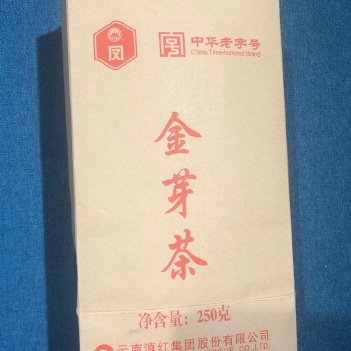 凤
中华老字号
China Time-honored Brand
金芽茶
净含量：250克
云南滇红集团股份有限公司
GROUP CO.,LTD.